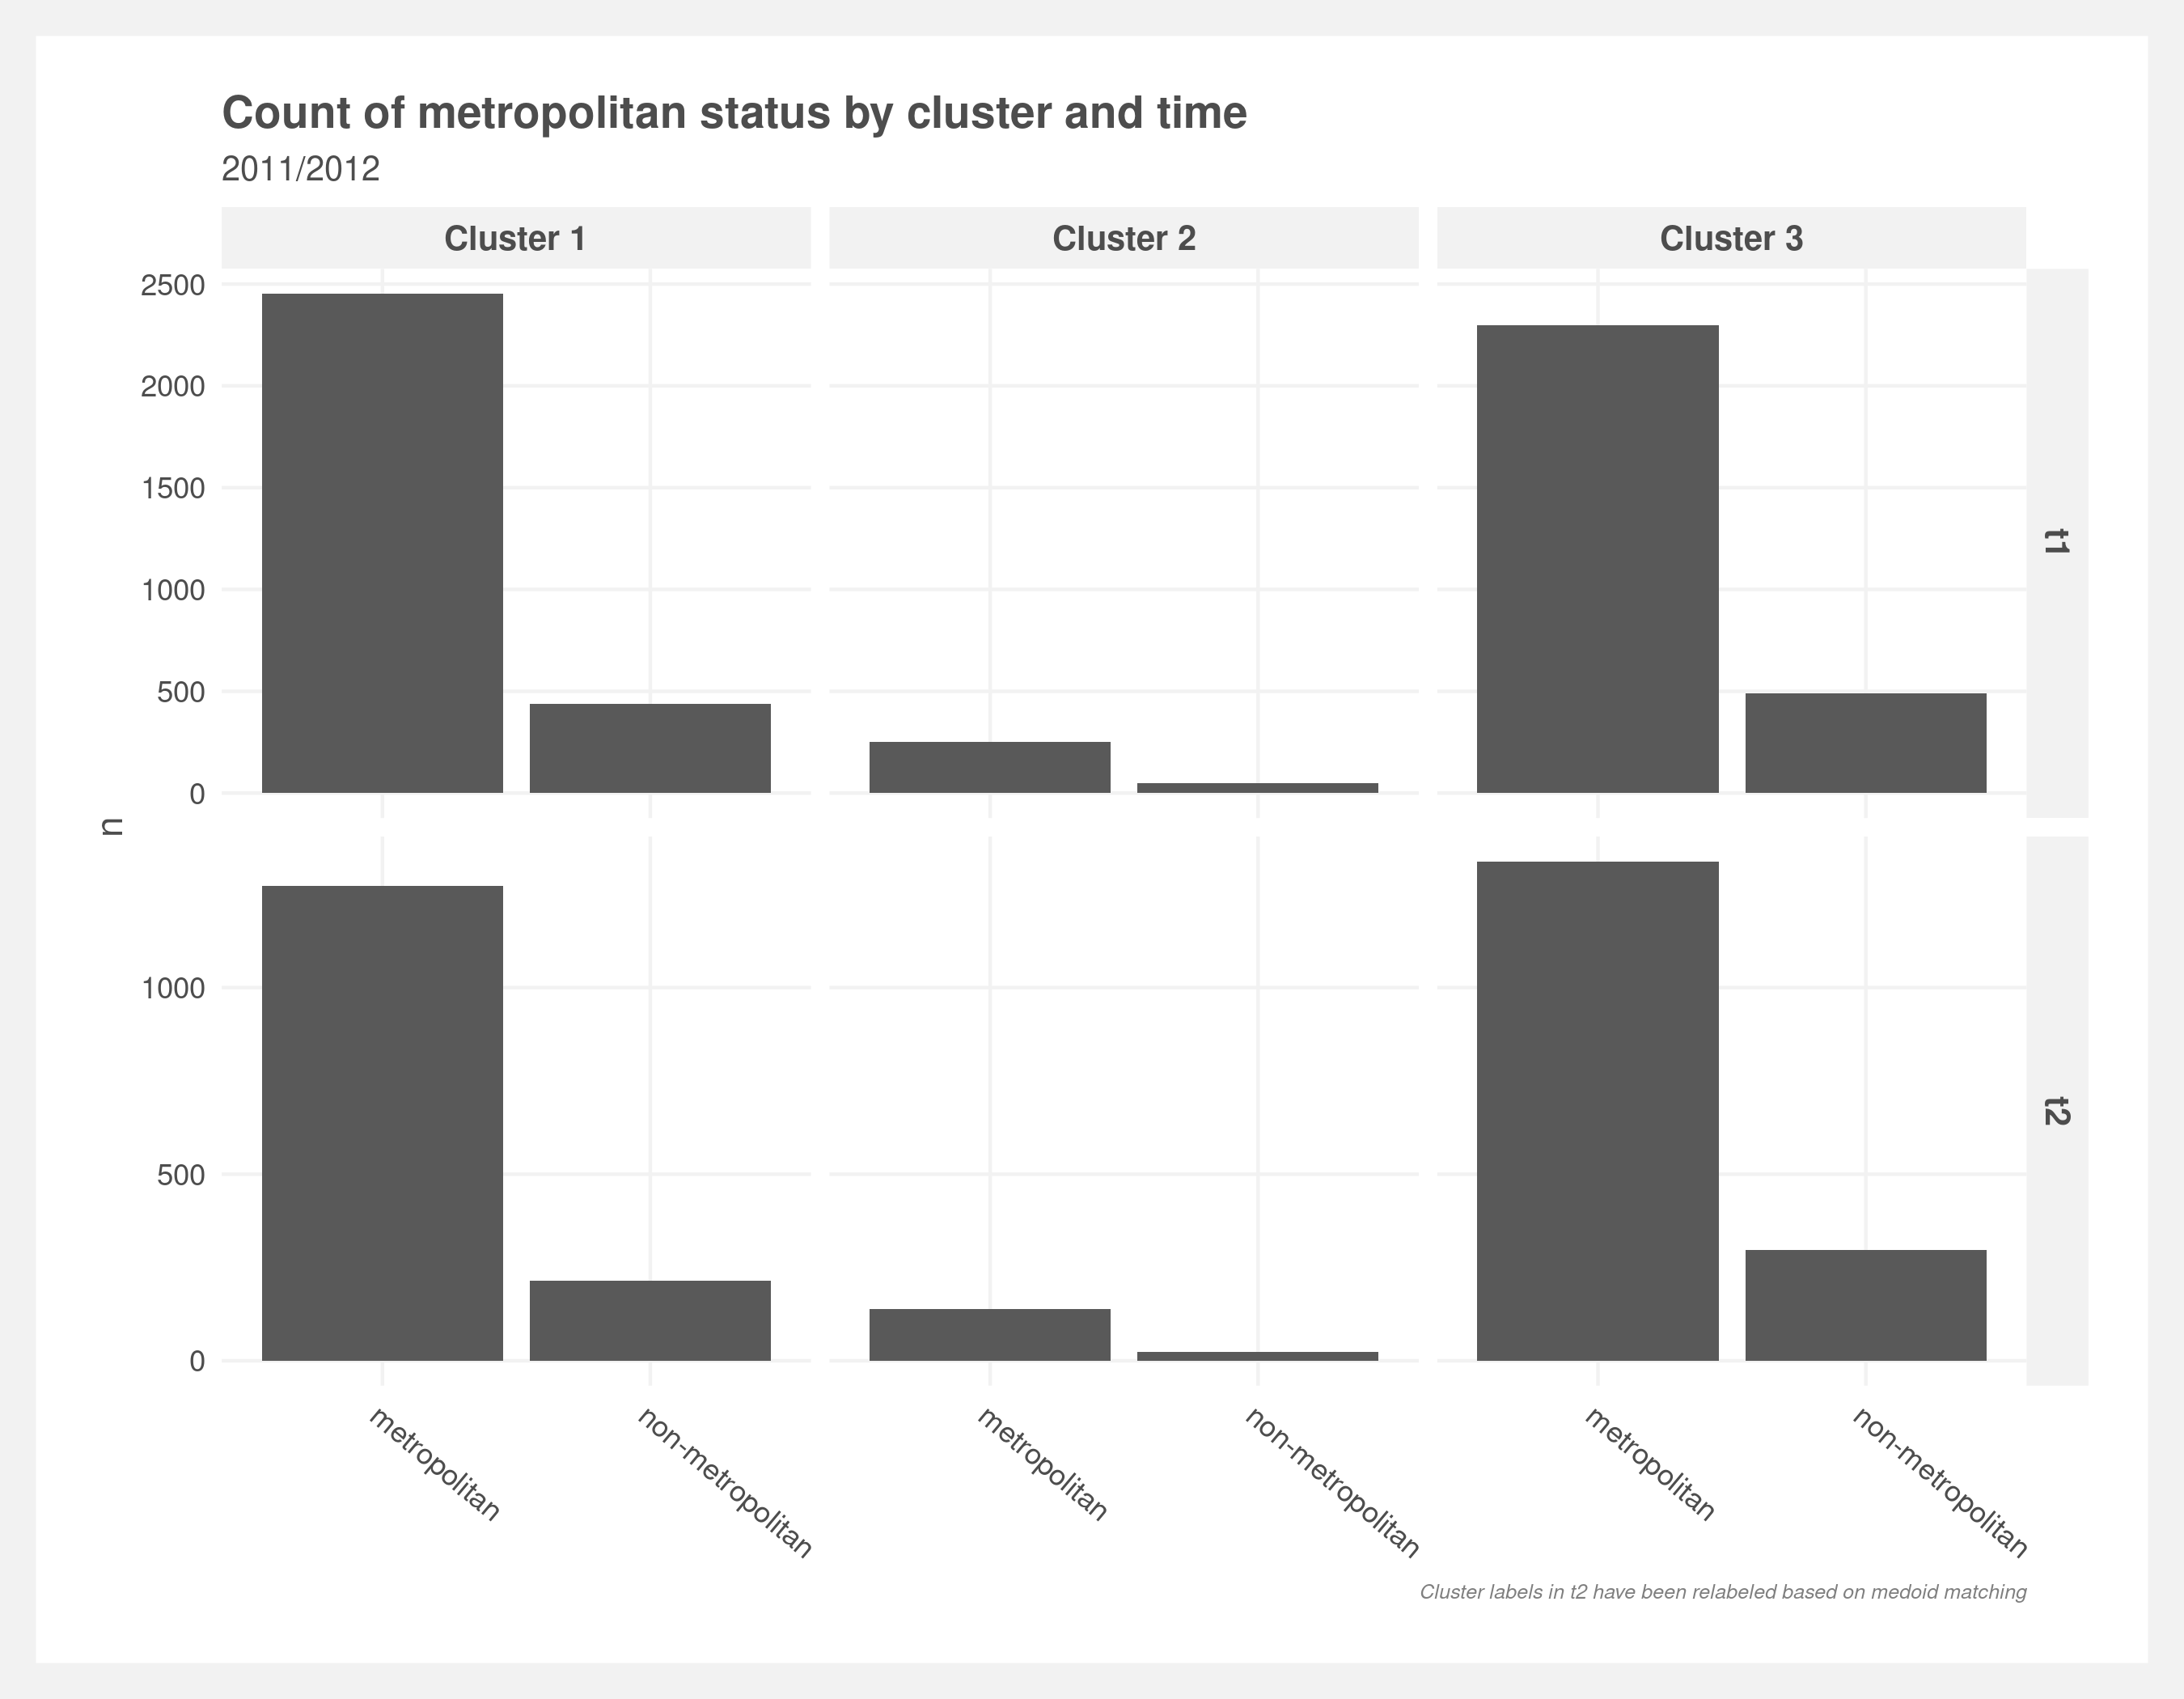 Count of metropolitan status by cluster and time
2011/2012
Cluster 1
Cluster 2
Cluster 3
2500
2000
1500
1000
500
0
t1
n
1000
500
0
t2
metropolitan
non-metropolitan
metropolitan
non-metropolitan
metropolitan
non-metropolitan
Cluster labels in t2 have been relabeled based on medoid matching